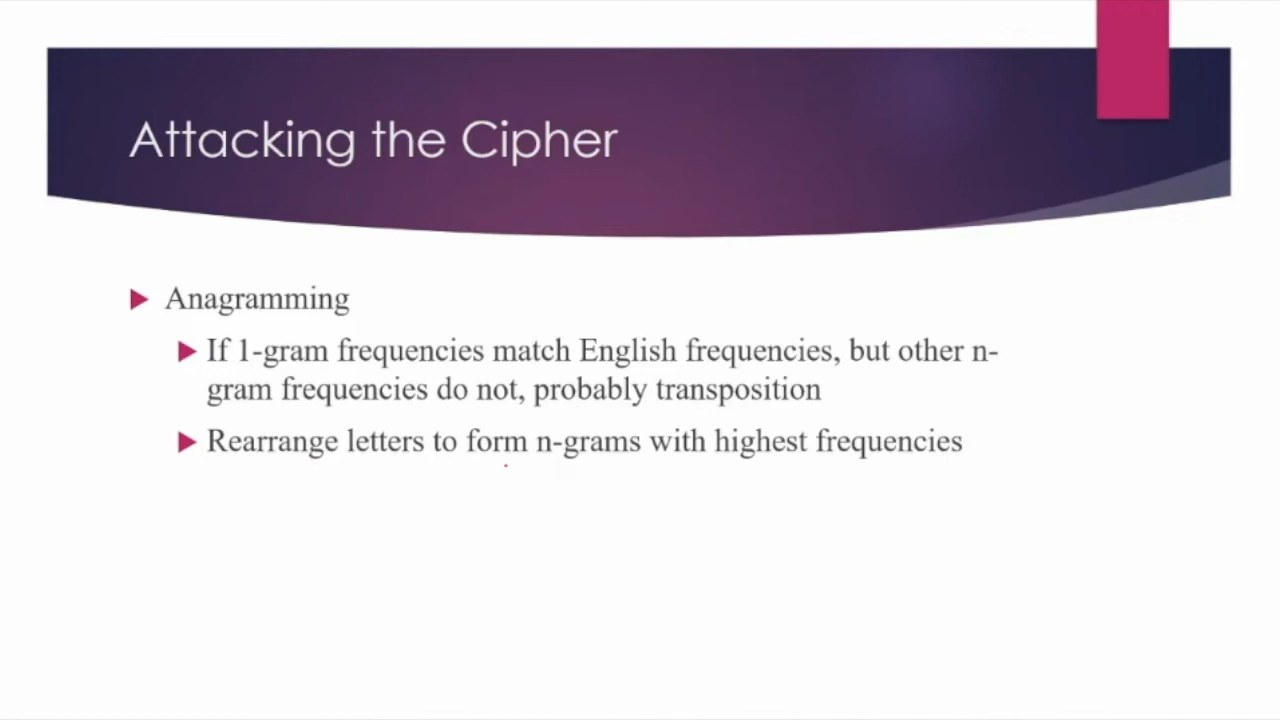 Attacking the Cipher
Anagramming
If 1-gram frequencies match English frequencies, but other n-
gram frequencies do not, probably transposition
Rearrange letters to form n-grams with highest frequencies